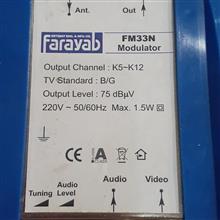 Ant. Out
Farayab
FM33N
Modulator
Output Channel : K5~K12
TV Standard : B/G
Output Level : 75 dBµV
220V ~ 50/60Hz Max. 1.5W
CE A
Tuning Audio Level Audio Video